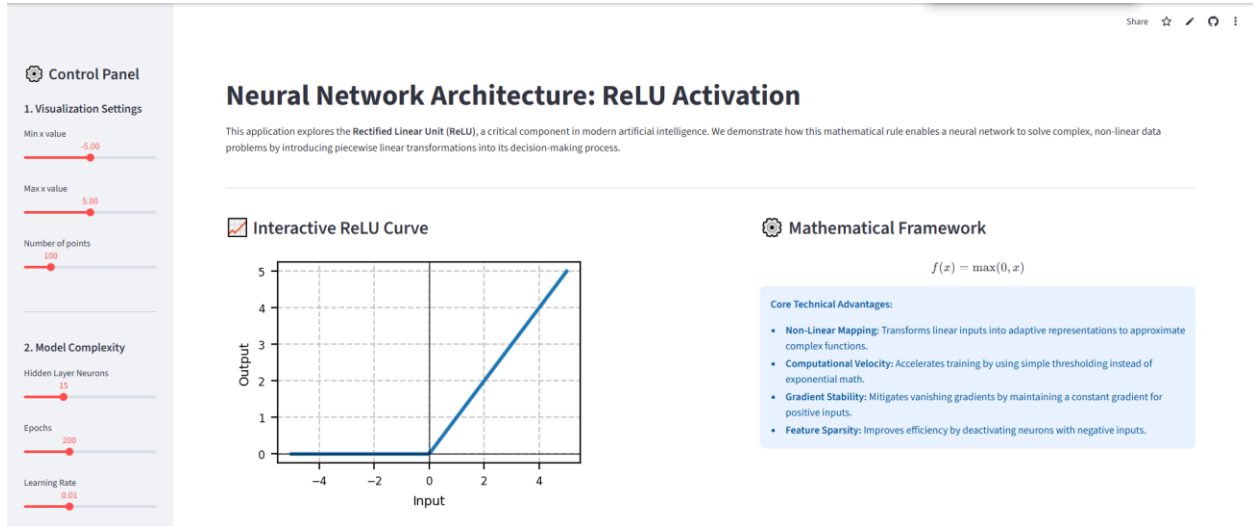 Share
Control Panel
1. Visualization Settings
Min x value
-5.00
Max x value
5.00
Number of points
100
2. Model Complexity
Hidden Layer Neurons
15
Epochs
200
Learning Rate
0.01
Neural Network Architecture: ReLU Activation
This application explores the Rectified Linear Unit (ReLU), a critical component in modern artificial intelligence. We demonstrate how this mathematical rule enables a neural network to solve complex, non-linear data
problems by introducing piecewise linear transformations into its decision-making process.
Interactive ReLU Curve
Output
5
4
3
2
1
0
−4 −2 0 2 4
Input
Mathematical Framework
f(x) = max(0, x)
Core Technical Advantages:
• Non-Linear Mapping: Transforms linear inputs into adaptive representations to approximate
complex functions.
• Computational Velocity: Accelerates training by using simple thresholding instead of
exponential math.
• Gradient Stability: Mitigates vanishing gradients by maintaining a constant gradient for
positive inputs.
• Feature Sparsity: Improves efficiency by deactivating neurons with negative inputs.